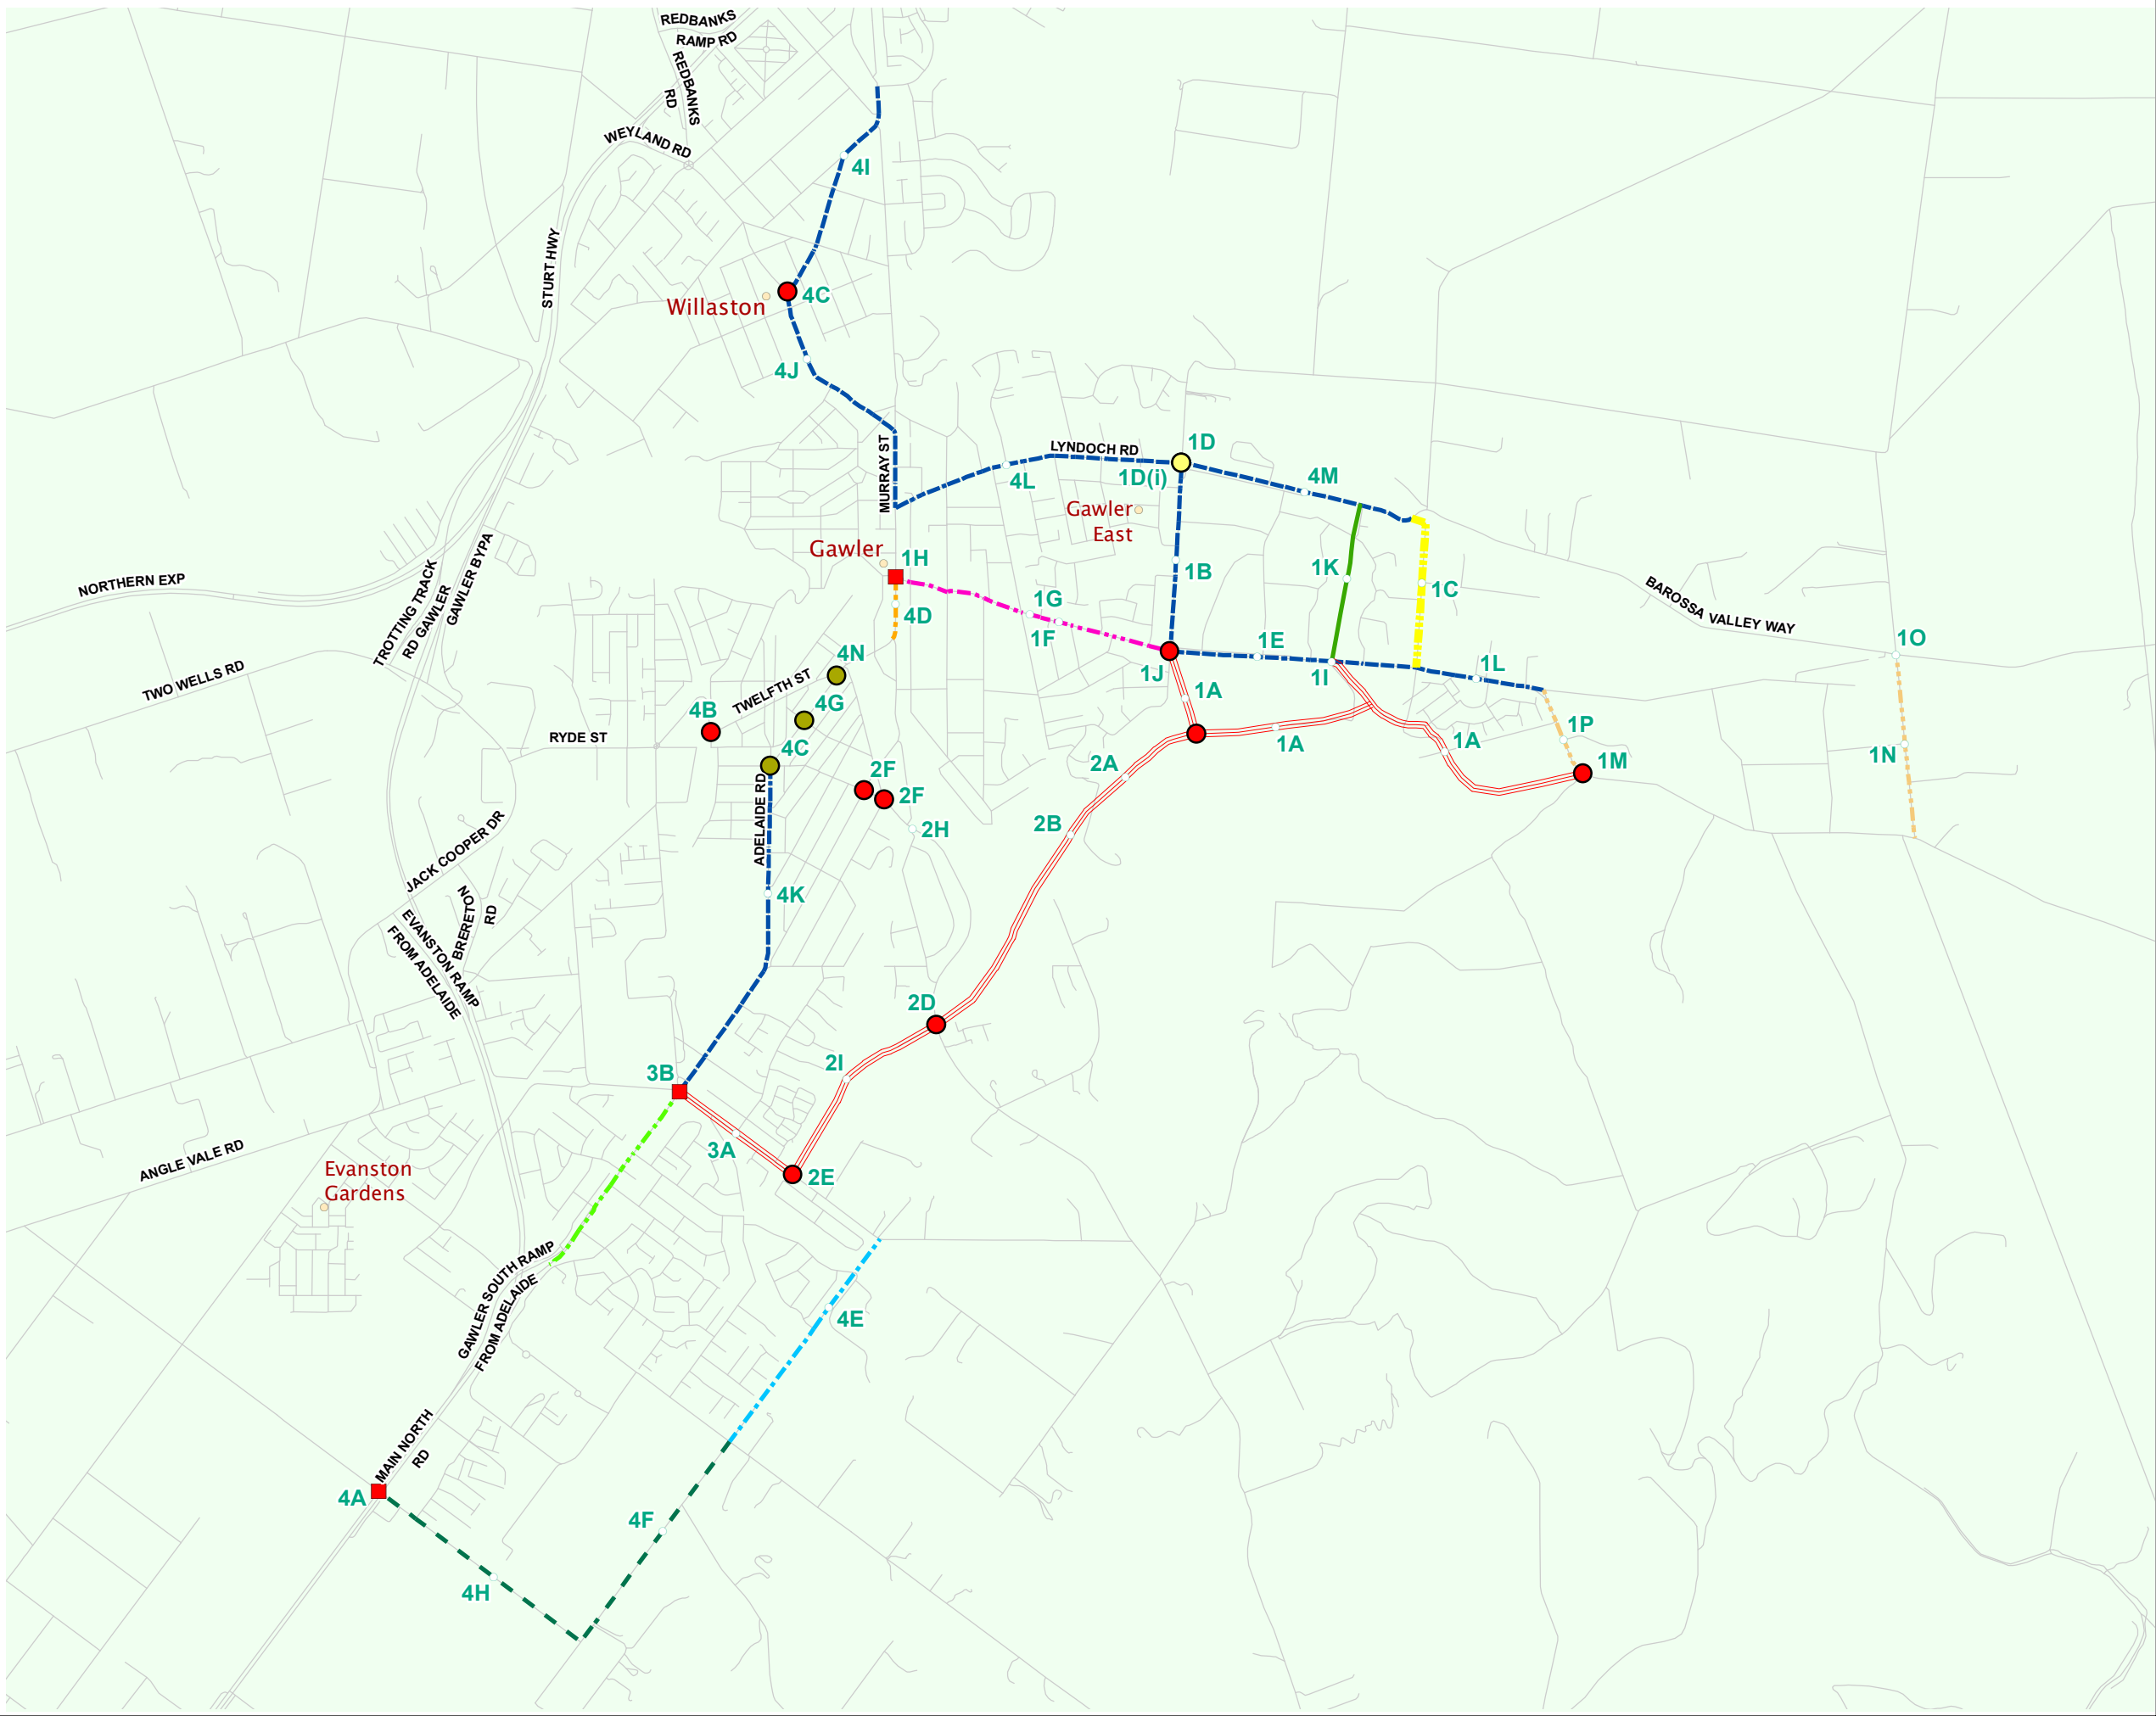 REDBANKS
RAMP RD
REDBANKS
RD
WEYLAND RD
4I
STURT HWY
Willaston
4C
4J
MURRAY ST
LYNDOCH RD
1D
4L
1D(i)
4M
Gawler
East
Gawler
1H
1G
4D
1F
1B
1K
1C
1E
1J
1I
1L
1A
1A
1A
1P
1M
1O
1N
BAROSSA VALLEY WAY
NORTHERN EXP
TROTTING TRACK
RD GAWLER
GAWLER BYPA
TWO WELLS RD
4N
TWELFTH ST
4G
4B
RYDE ST
4C
2F
2F
2H
ADELAIDE RD
2A
2B
JACK COOPER DR
BRERETON
RD
4K
EVANSTON RAMP
FROM ADELAIDE
2D
2I
3B
3A
2E
ANGLE VALE RD
Evanston
Gardens
GAWLER SOUTH RAMP
FROM ADELAIDE
4E
MAIN NORTH
RD
4A
4F
4H